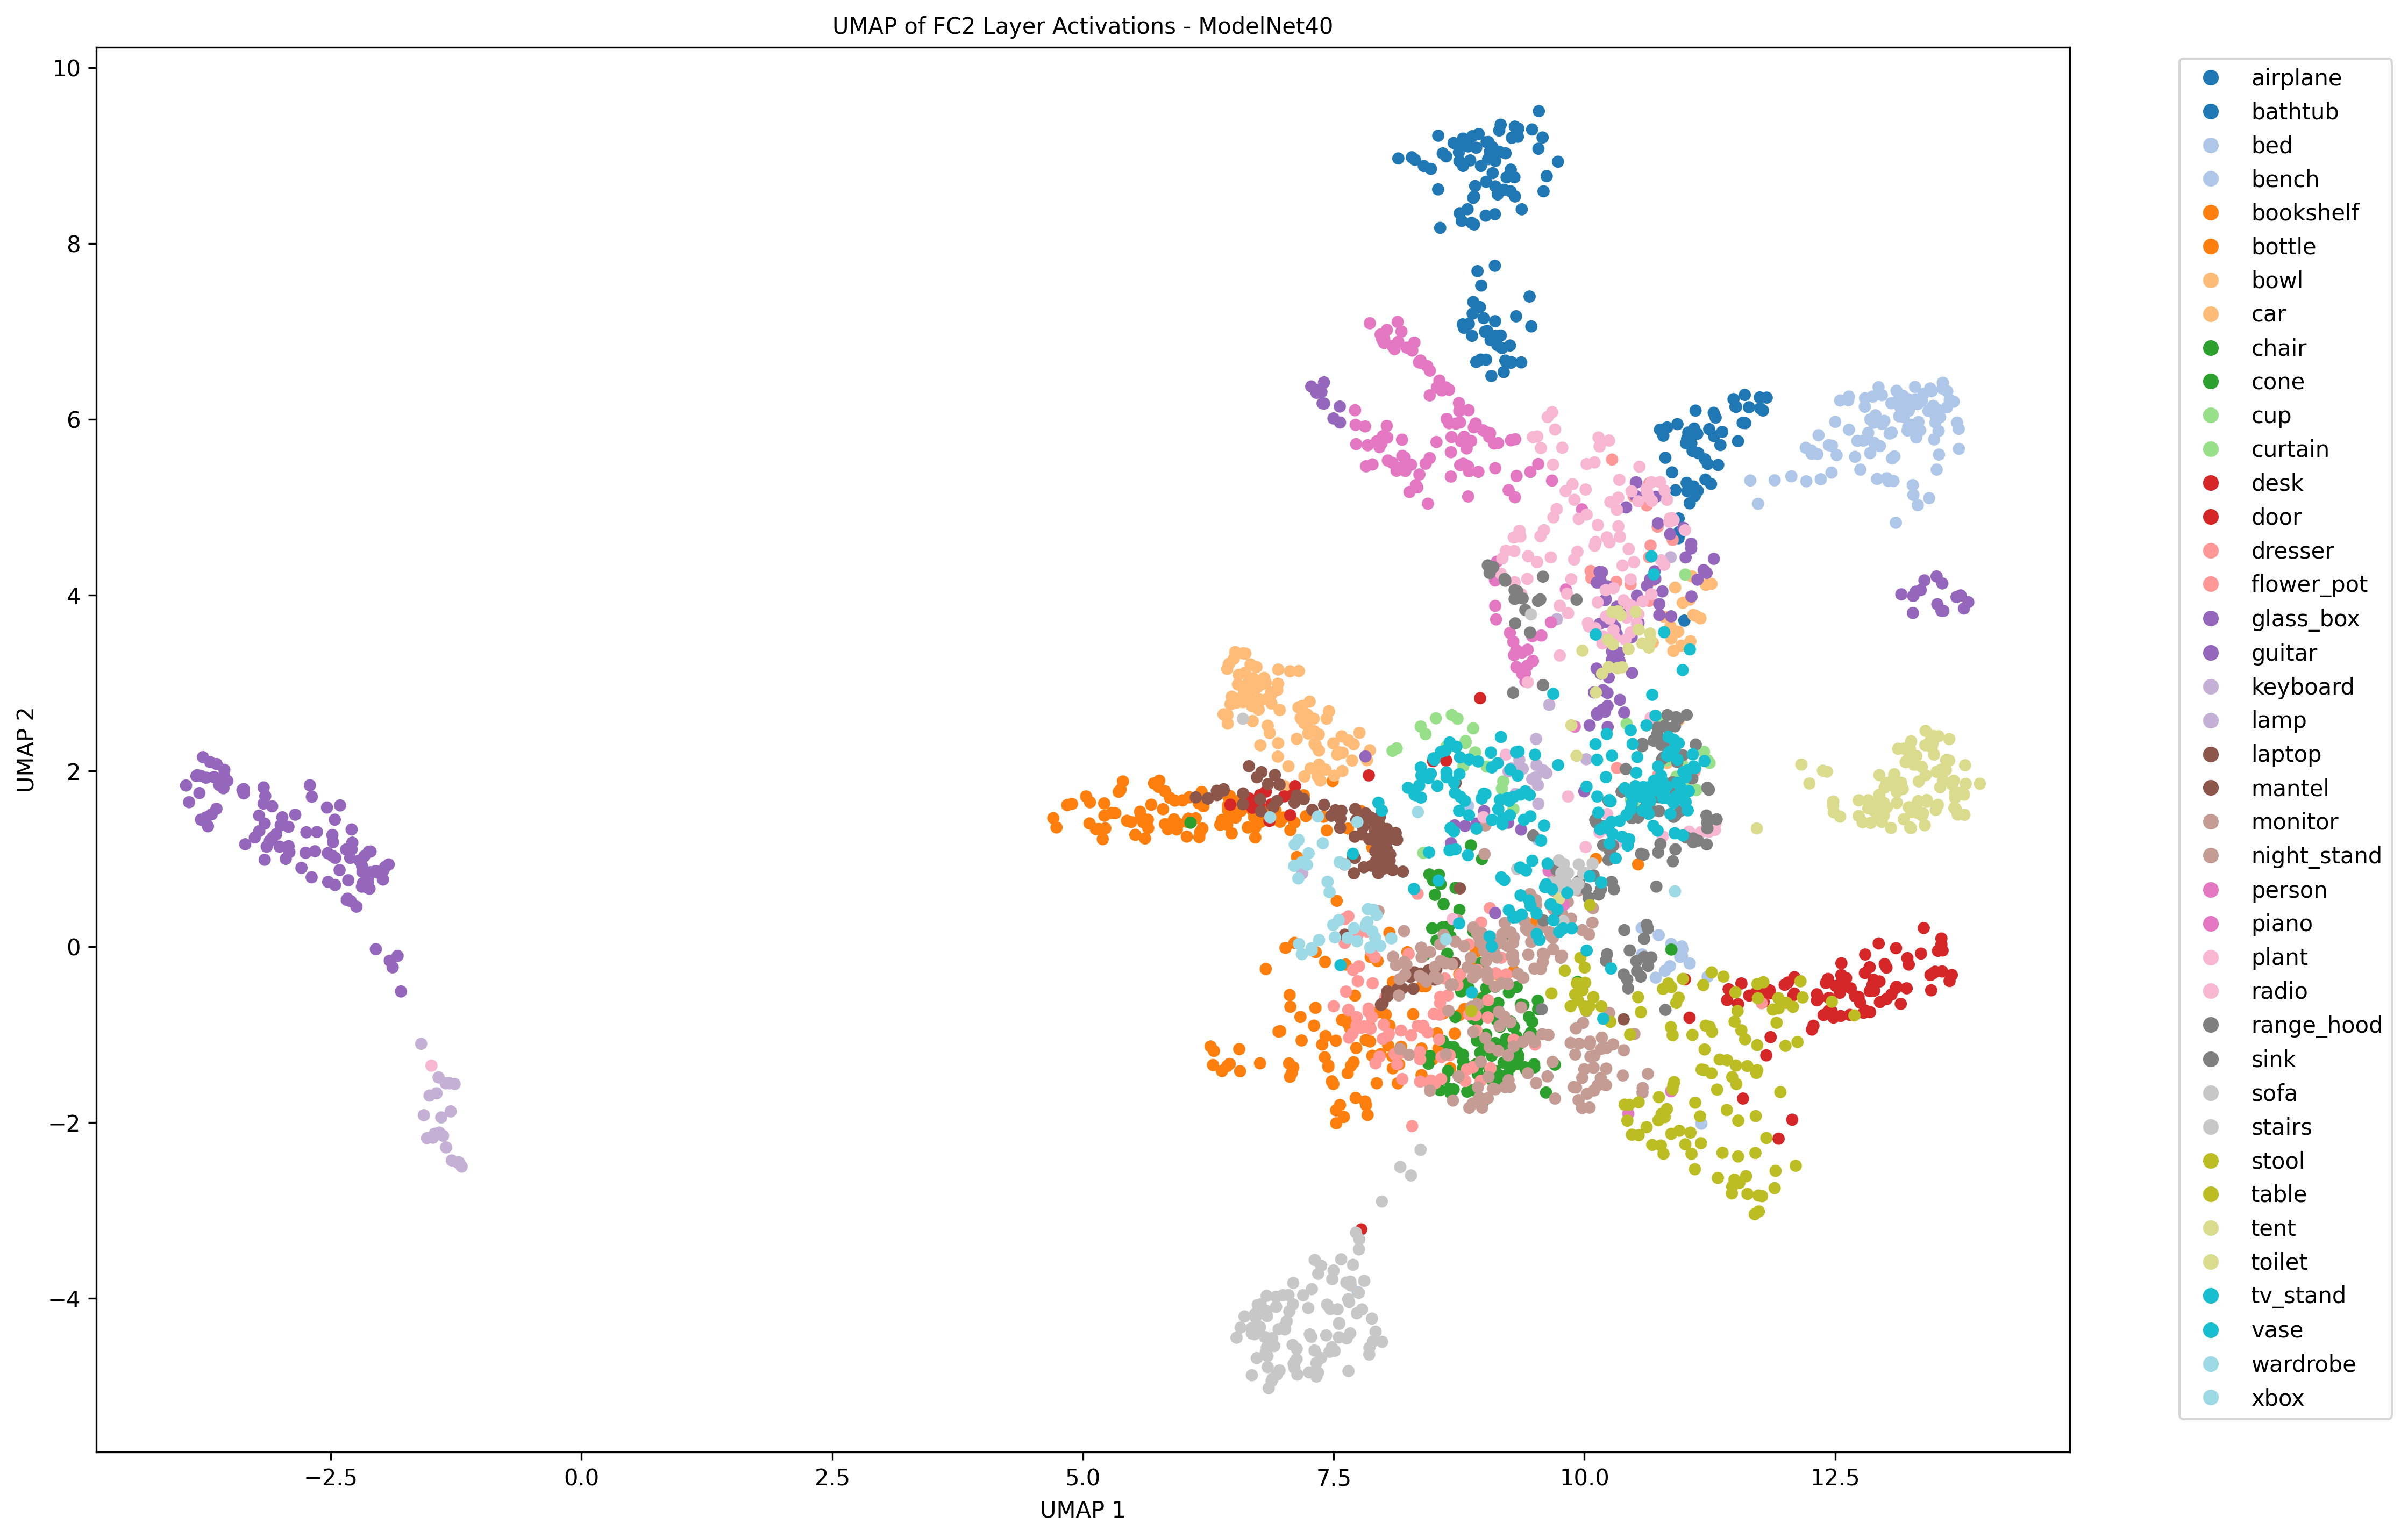 UMAP of FC2 Layer Activations - ModelNet40
10
8
6
4
2
0
−2
−4
UMAP 2
−2.5
0.0
2.5
5.0
7.5
10.0
12.5
UMAP 1
airplane
bathtub
bed
bench
bookshelf
bottle
bowl
car
chair
cone
cup
curtain
desk
door
dresser
flower_pot
glass_box
guitar
keyboard
lamp
laptop
mantel
monitor
night_stand
person
piano
plant
radio
range_hood
sink
sofa
stairs
stool
table
tent
toilet
tv_stand
vase
wardrobe
xbox